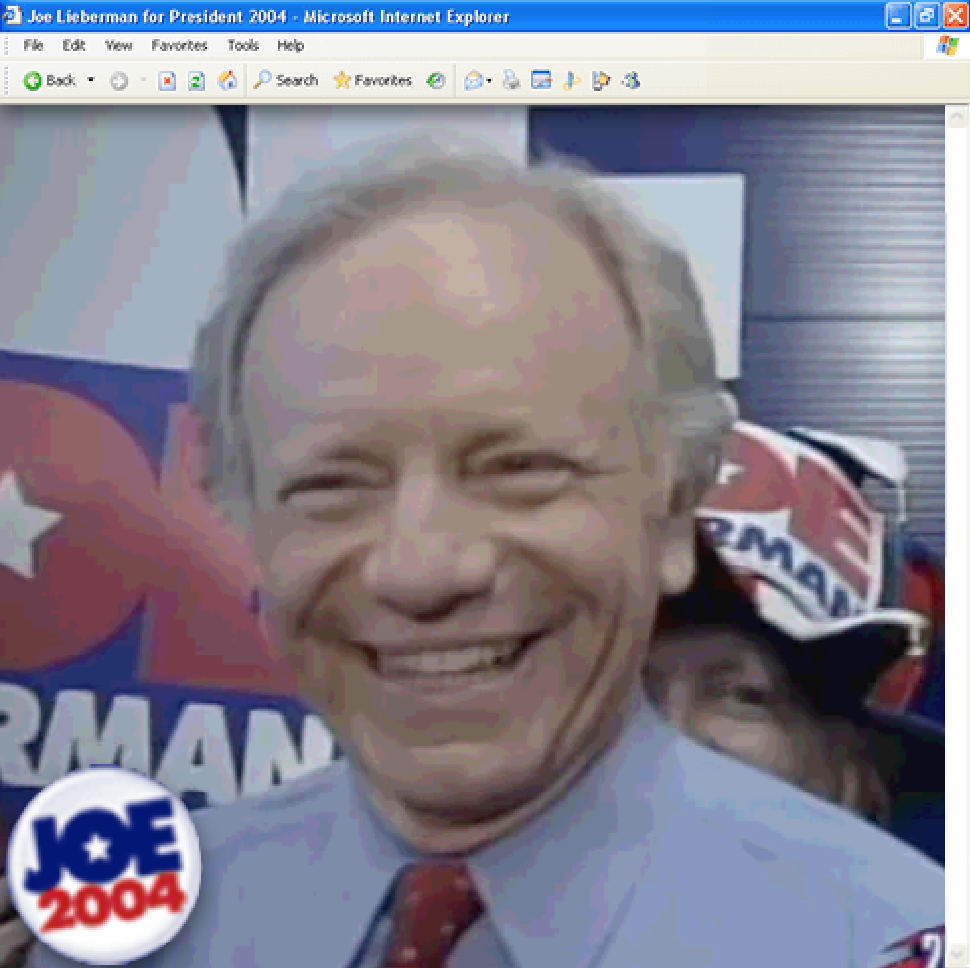 Joe Lieberman for President 2004 - Microsoft Internet Explorer
File Edit View Favorites Tools Help
Back Search Favorites
RMAN
RMAN
JOE
2004
2